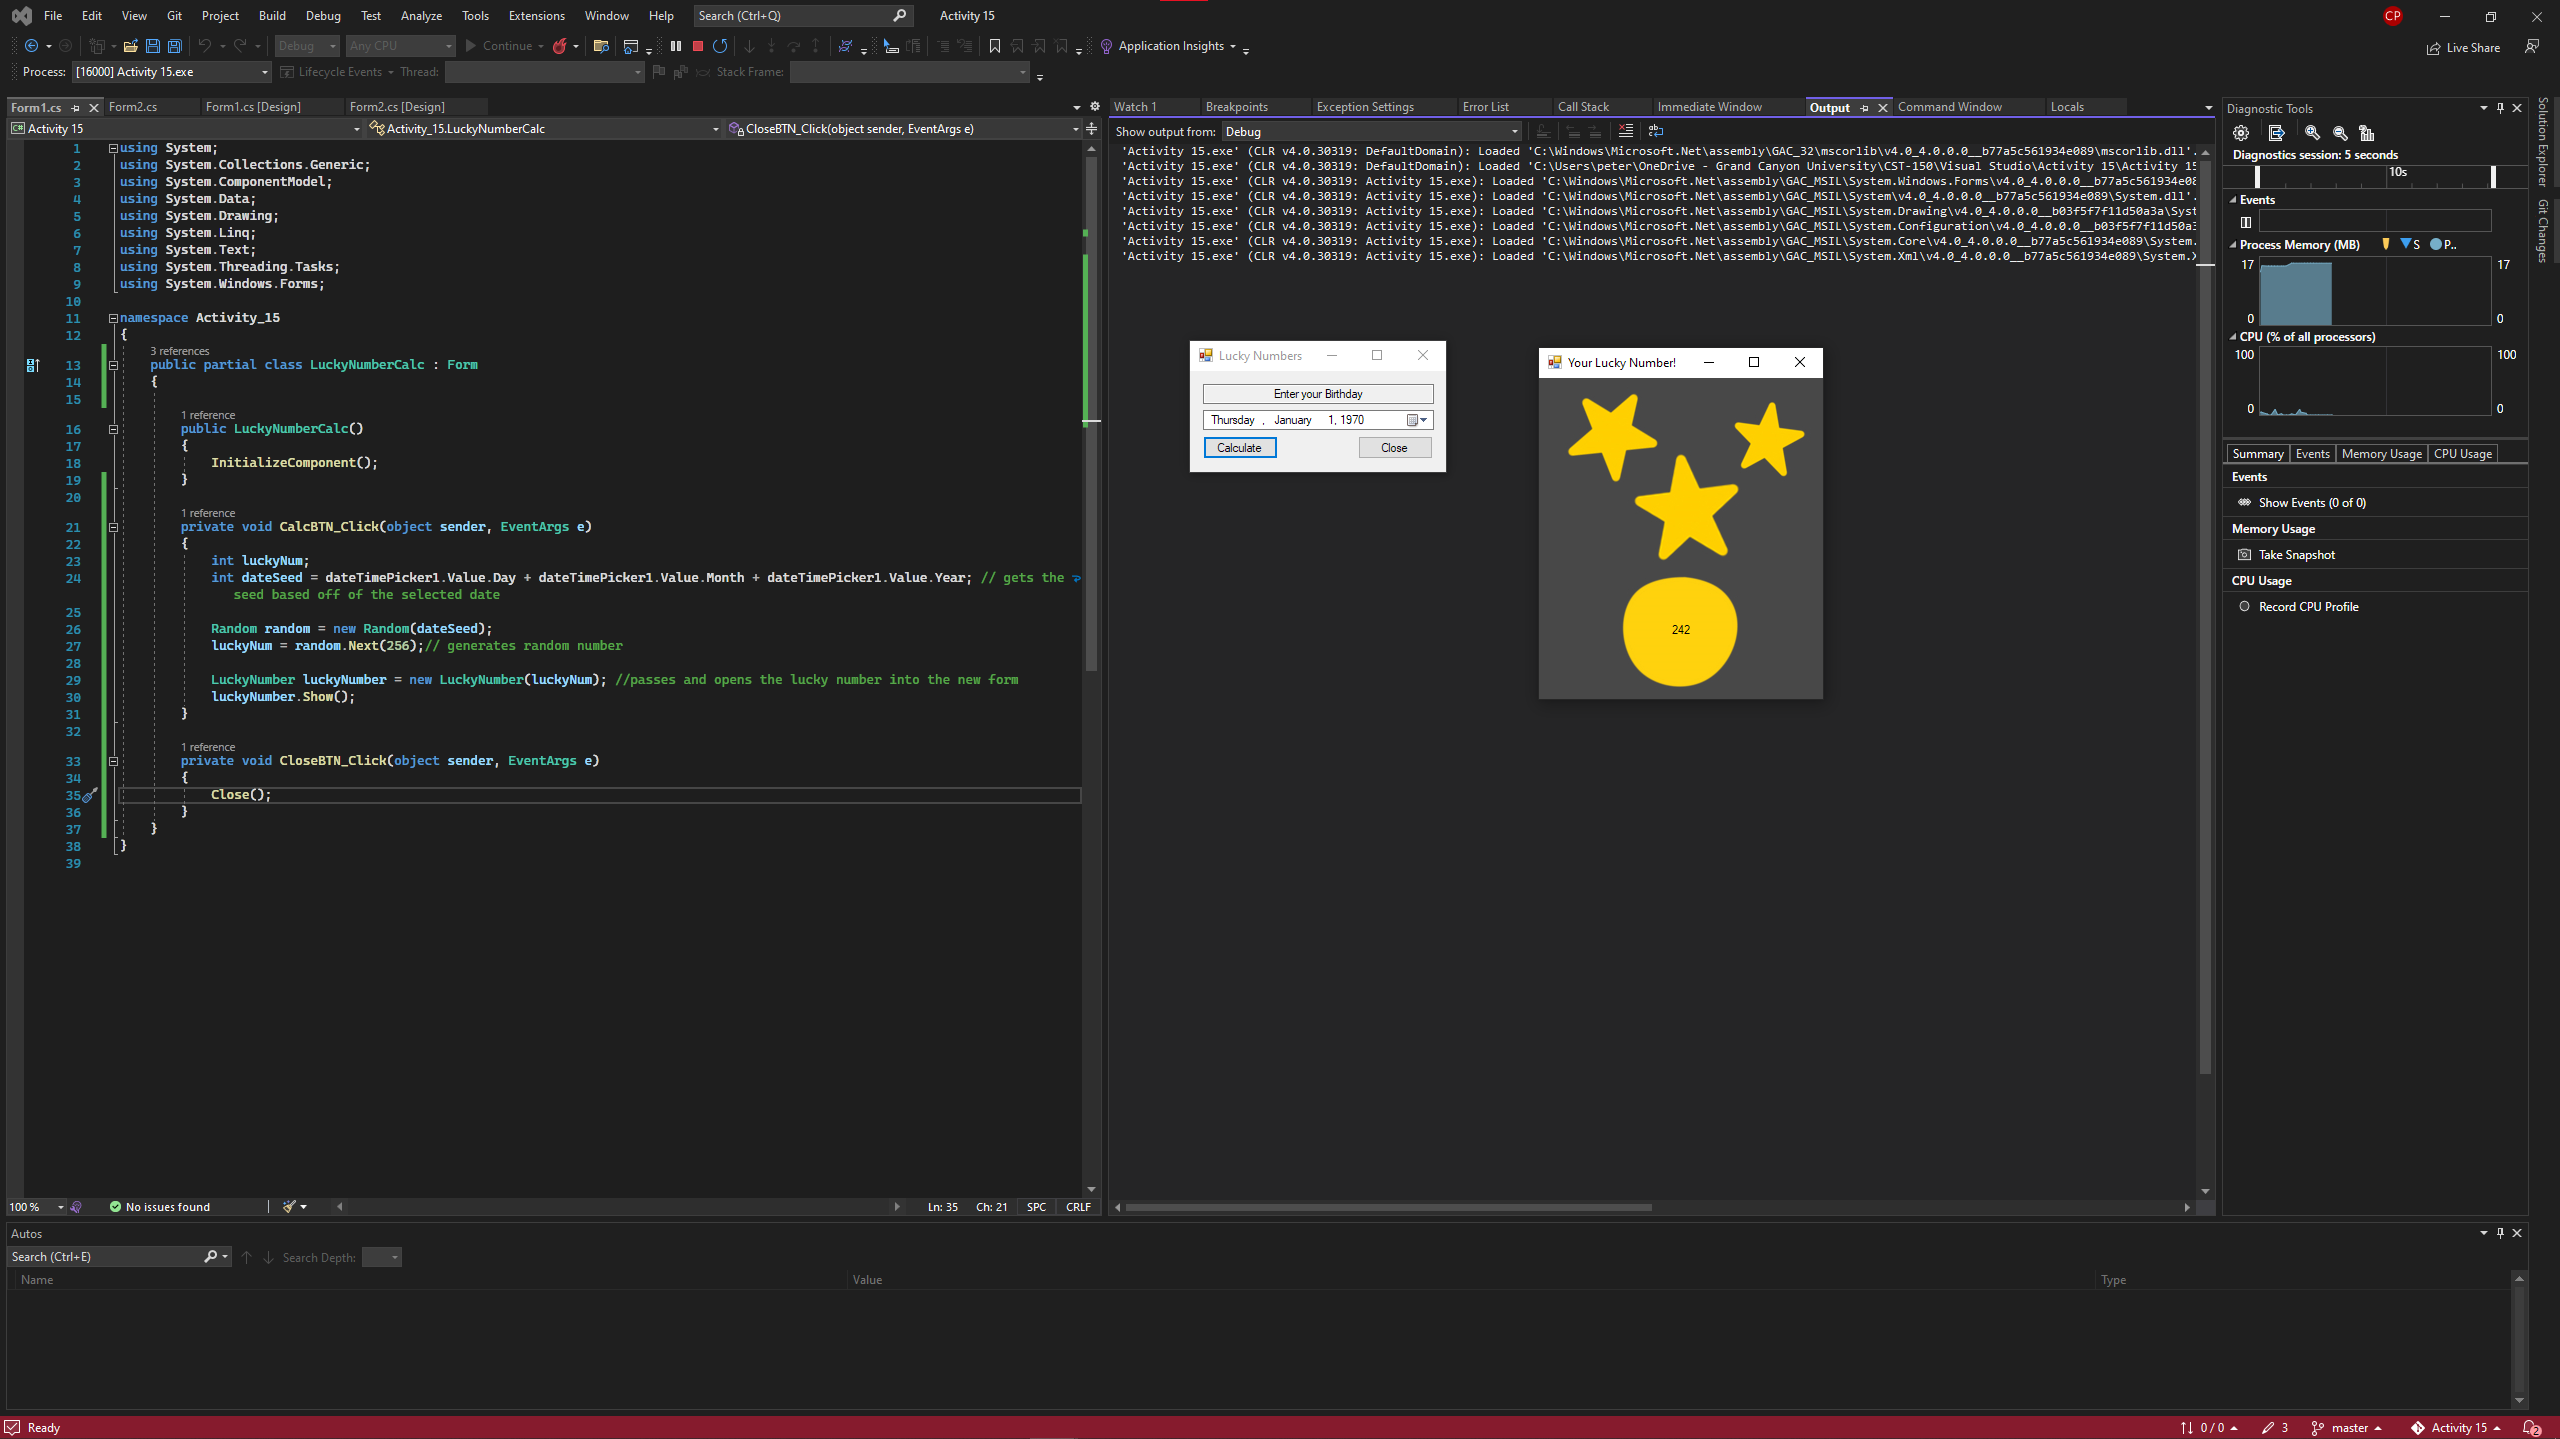 File Edit View Git Project Build Debug Test Analyze Tools Extensions Window Help Search (Ctrl+Q) Activity 15 CP
Debug Any CPU Continue Application Insights Live Share
Process: [16000] Activity 15.exe Lifecycle Events Thread: Stack Frame:
Form1.cs Form2.cs Form1.cs [Design] Form2.cs [Design]
Activity 15 Activity_15.LuckyNumberCalc CloseBTN_Click(object sender, EventArgs e)
1 using System;
2 using System.Collections.Generic;
3 using System.ComponentModel;
4 using System.Data;
5 using System.Drawing;
6 using System.Linq;
7 using System.Text;
8 using System.Threading.Tasks;
9 using System.Windows.Forms;
10
11 namespace Activity_15
12 {
3 references
13 public partial class LuckyNumberCalc : Form
14 {
15
1 reference
16 public LuckyNumberCalc()
17 {
18 InitializeComponent();
19 }
20
1 reference
21 private void CalcBTN_Click(object sender, EventArgs e)
22 {
23 int luckyNum;
24 int dateSeed = dateTimePicker1.Value.Day + dateTimePicker1.Value.Month + dateTimePicker1.Value.Year; // gets the
seed based off of the selected date
25
26 Random random = new Random(dateSeed);
27 luckyNum = random.Next(256);// generates random number
28
29 LuckyNumber luckyNumber = new LuckyNumber(luckyNum); //passes and opens the lucky number into the new form
30 luckyNumber.Show();
31 }
32
1 reference
33 private void CloseBTN_Click(object sender, EventArgs e)
34 {
35 Close();
36 }
37 }
38 }
39
100 % No issues found Ln: 35 Ch: 21 SPC CRLF
Watch 1 Breakpoints Exception Settings Error List Call Stack Immediate Window Output Command Window Locals
Show output from: Debug
'Activity 15.exe' (CLR v4.0.30319: DefaultDomain): Loaded 'C:\Windows\Microsoft.Net\assembly\GAC_32\mscorlib\v4.0_4.0.0.0__b77a5c561934e089\mscorlib.dll'.
'Activity 15.exe' (CLR v4.0.30319: DefaultDomain): Loaded 'C:\Users\peter\OneDrive - Grand Canyon University\CST-150\Visual Studio\Activity 15\Activity 15
'Activity 15.exe' (CLR v4.0.30319: Activity 15.exe): Loaded 'C:\Windows\Microsoft.Net\assembly\GAC_MSIL\System.Windows.Forms\v4.0_4.0.0.0__b77a5c561934e08
'Activity 15.exe' (CLR v4.0.30319: Activity 15.exe): Loaded 'C:\Windows\Microsoft.Net\assembly\GAC_MSIL\System\v4.0_4.0.0.0__b77a5c561934e089\System.dll'.
'Activity 15.exe' (CLR v4.0.30319: Activity 15.exe): Loaded 'C:\Windows\Microsoft.Net\assembly\GAC_MSIL\System.Drawing\v4.0_4.0.0.0__b03f5f7f11d50a3a\Syst
'Activity 15.exe' (CLR v4.0.30319: Activity 15.exe): Loaded 'C:\Windows\Microsoft.Net\assembly\GAC_MSIL\System.Configuration\v4.0_4.0.0.0__b03f5f7f11d50a3
'Activity 15.exe' (CLR v4.0.30319: Activity 15.exe): Loaded 'C:\Windows\Microsoft.Net\assembly\GAC_MSIL\System.Core\v4.0_4.0.0.0__b77a5c561934e089\System.
'Activity 15.exe' (CLR v4.0.30319: Activity 15.exe): Loaded 'C:\Windows\Microsoft.Net\assembly\GAC_MSIL\System.Xml\v4.0_4.0.0.0__b77a5c561934e089\System.X
Lucky Numbers
Enter your Birthday
Thursday , January 1, 1970
Calculate Close
Your Lucky Number!
242
Diagnostic Tools
Diagnostics session: 5 seconds
10s
Events
Process Memory (MB) S P..
17 17
0 0
CPU (% of all processors)
100 100
0 0
Summary Events Memory Usage CPU Usage
Events
Show Events (0 of 0)
Memory Usage
Take Snapshot
CPU Usage
Record CPU Profile
Solution Explorer
Git Changes
Autos
Search (Ctrl+E) Search Depth:
Name Value Type
Ready 0 / 0 3 master Activity 15 2